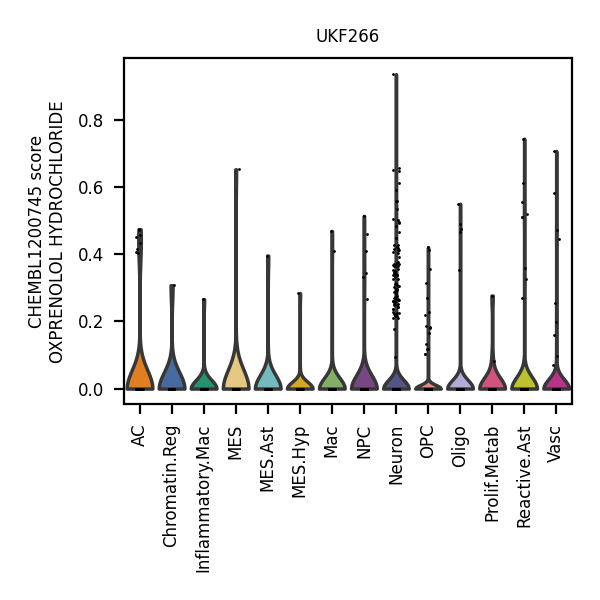 UKF266
CHEMBL1200745 score
OXPRENOLOL HYDROCHLORIDE
0.8
0.6
0.4
0.2
0.0
AC
Chromatin.Reg
Inflammatory.Mac
MES
MES.Ast
MES.Hyp
Mac
NPC
Neuron
OPC
Oligo
Prolif.Metab
Reactive.Ast
Vasc